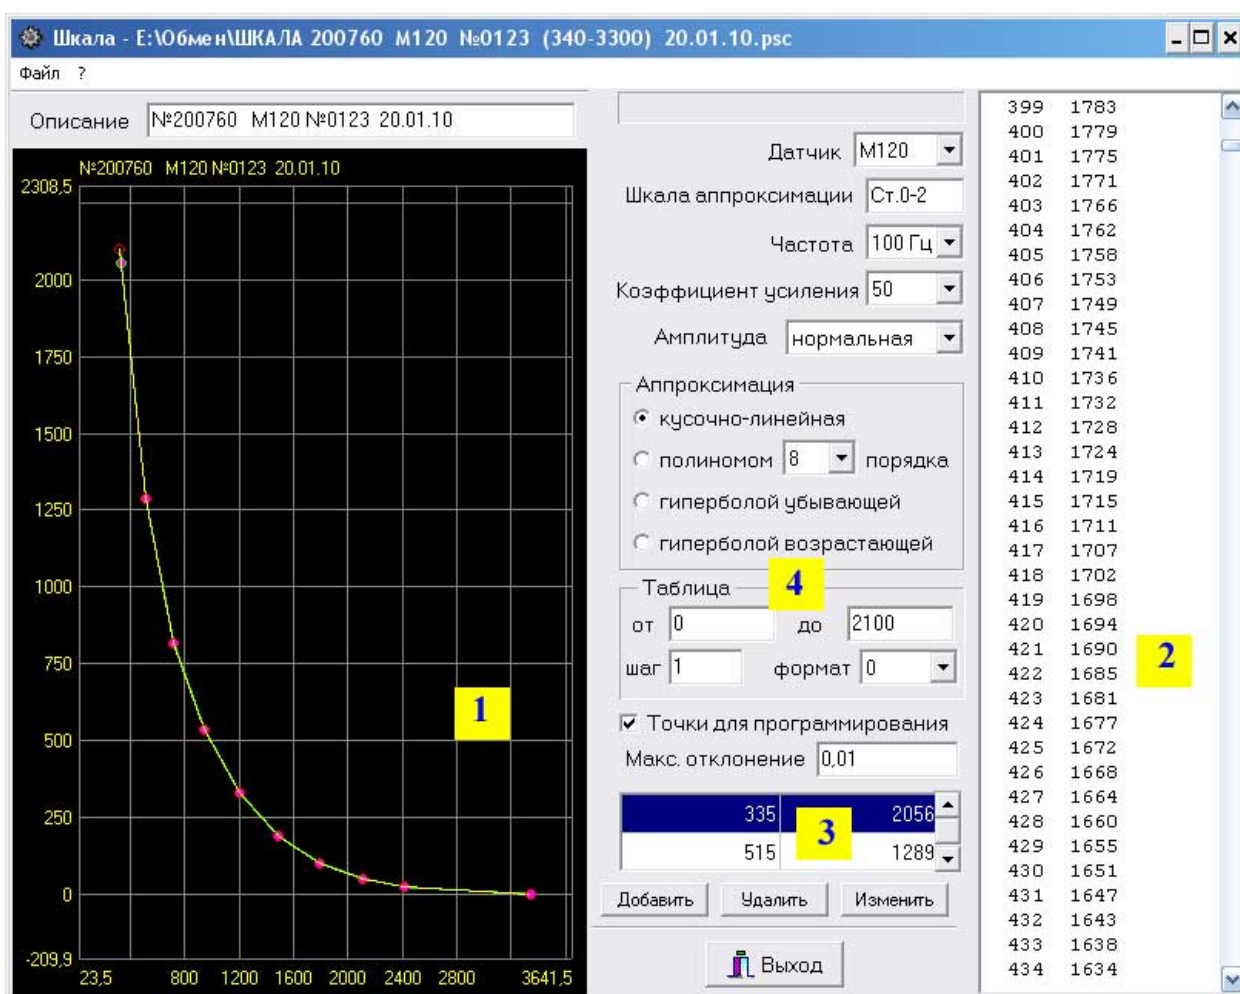 Шкала - E:\Обмен\ШКАЛА 200760 М120 №0123 (340-3300) 20.01.10.psc
Файл ?
Описание №200760 М120 №0123 20.01.10
№200760 М120 №0123 20.01.10
2308,5
2000
1750
1500
1250
1000
750
500
250
0
-209,9
23,5 800 1200 1600 2000 2400 2800 3641,5
1
Датчик М120
Шкала аппроксимации Ст.0-2
Частота 100 Гц
Коэффициент усиления 50
Амплитуда нормальная
Аппроксимация
кусочно-линейная
полиномом 8 порядка
гиперболой убывающей
гиперболой возрастающей
4
Таблица
от 0 до 2100
шаг 1 формат 0
Точки для программирования
Макс. отклонение 0,01
335 2056
515 1289
3
Добавить Удалить Изменить
Выход
399 1783
400 1779
401 1775
402 1771
403 1766
404 1762
405 1758
406 1753
407 1749
408 1745
409 1741
410 1736
411 1732
412 1728
413 1724
414 1719
415 1715
416 1711
417 1707
418 1702
419 1698
420 1694
421 1690
422 1685
423 1681
424 1677
425 1672
426 1668
427 1664
428 1660
429 1655
430 1651
431 1647
432 1643
433 1638
434 1634
2